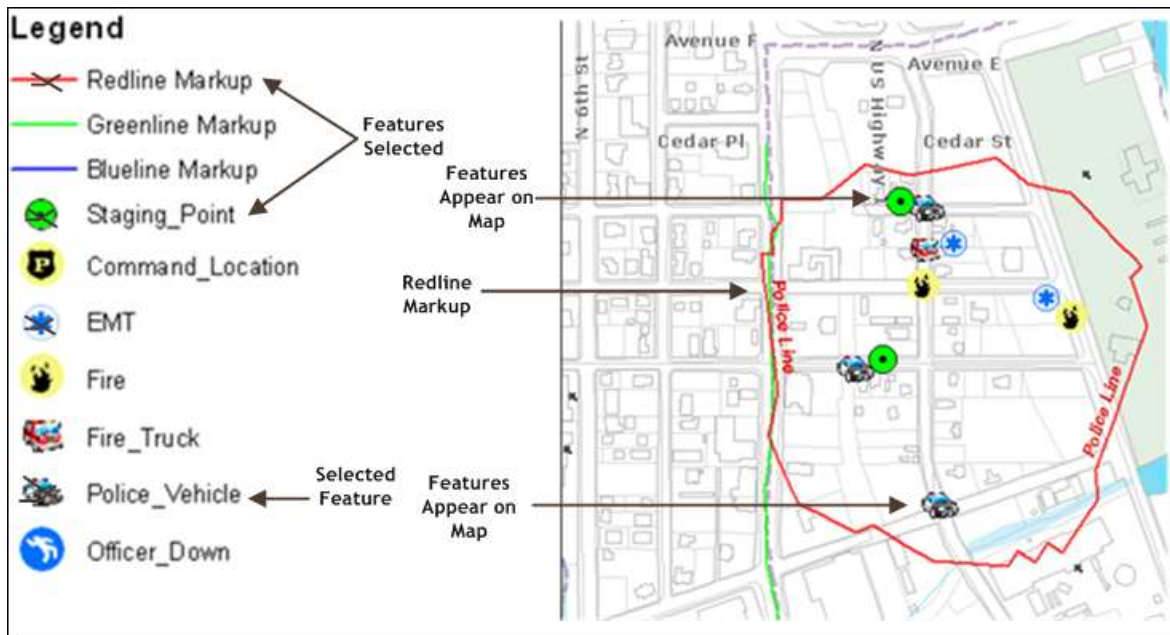 Legend
Redline Markup
Greenline Markup
Blueline Markup
Staging_Point
Command_Location
EMT
Fire
Fire_Truck
Police_Vehicle
Officer_Down
Features
Selected
Selected
Feature
Features
Appear on
Map
Redline
Markup
Features
Appear on
Map
Avenue F
N US Highway 1
Avenue E
N 6th St
Cedar Pl
Cedar St
Police Line
Police Line
P